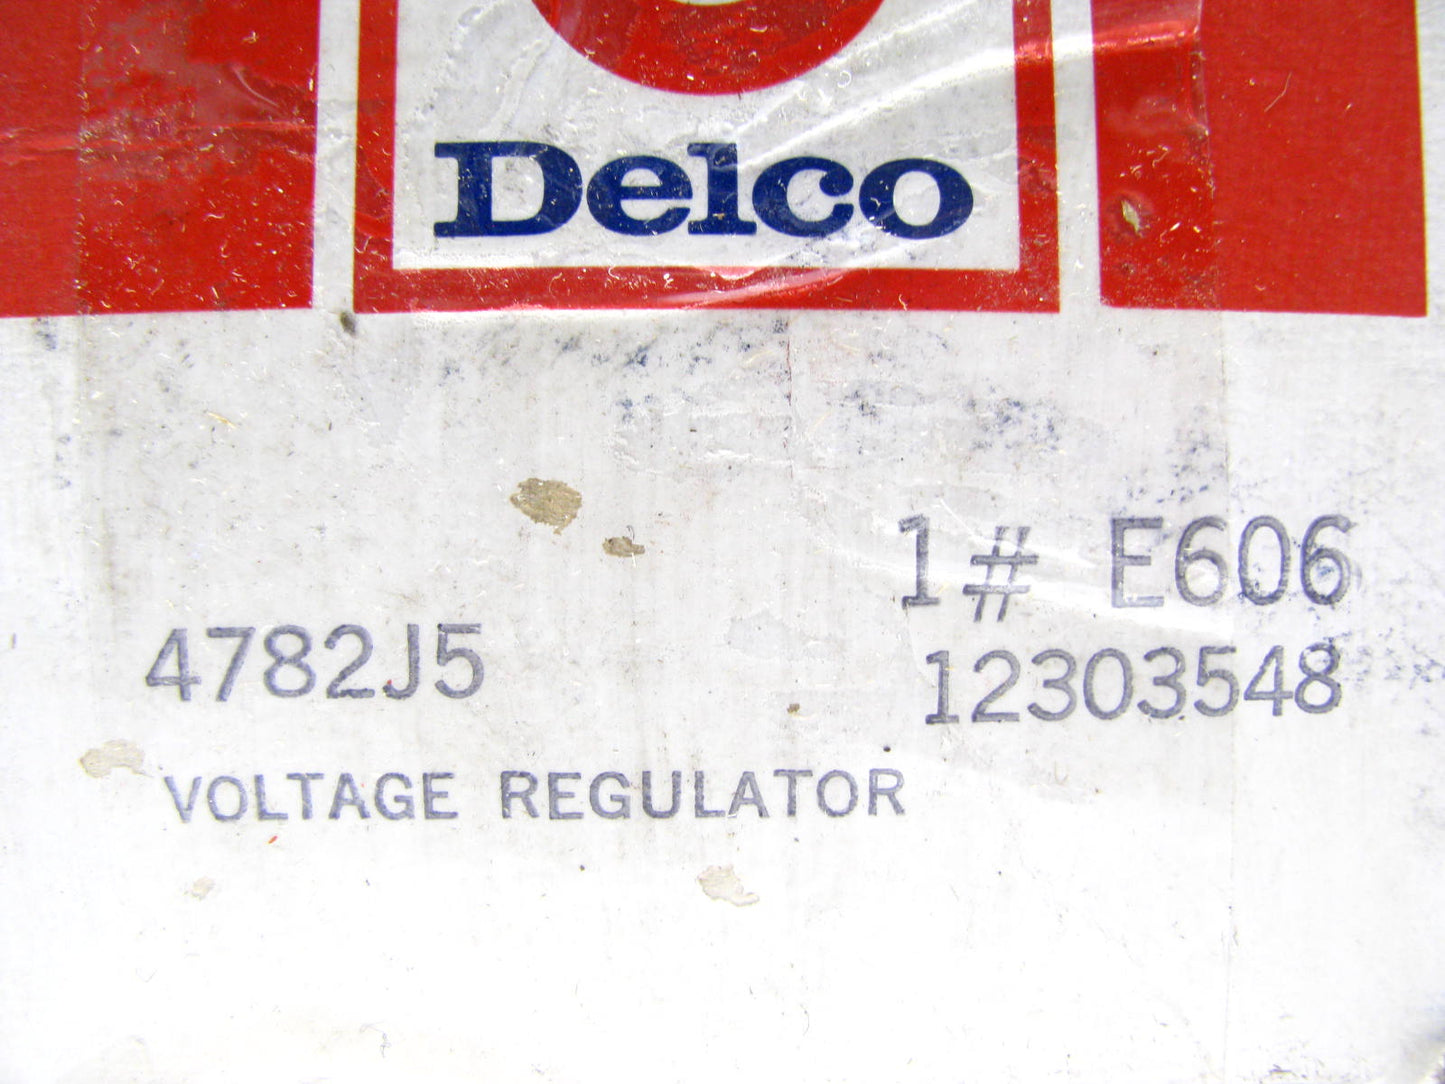 Delco
1# E606
4782J5
12303548
VOLTAGE REGULATOR